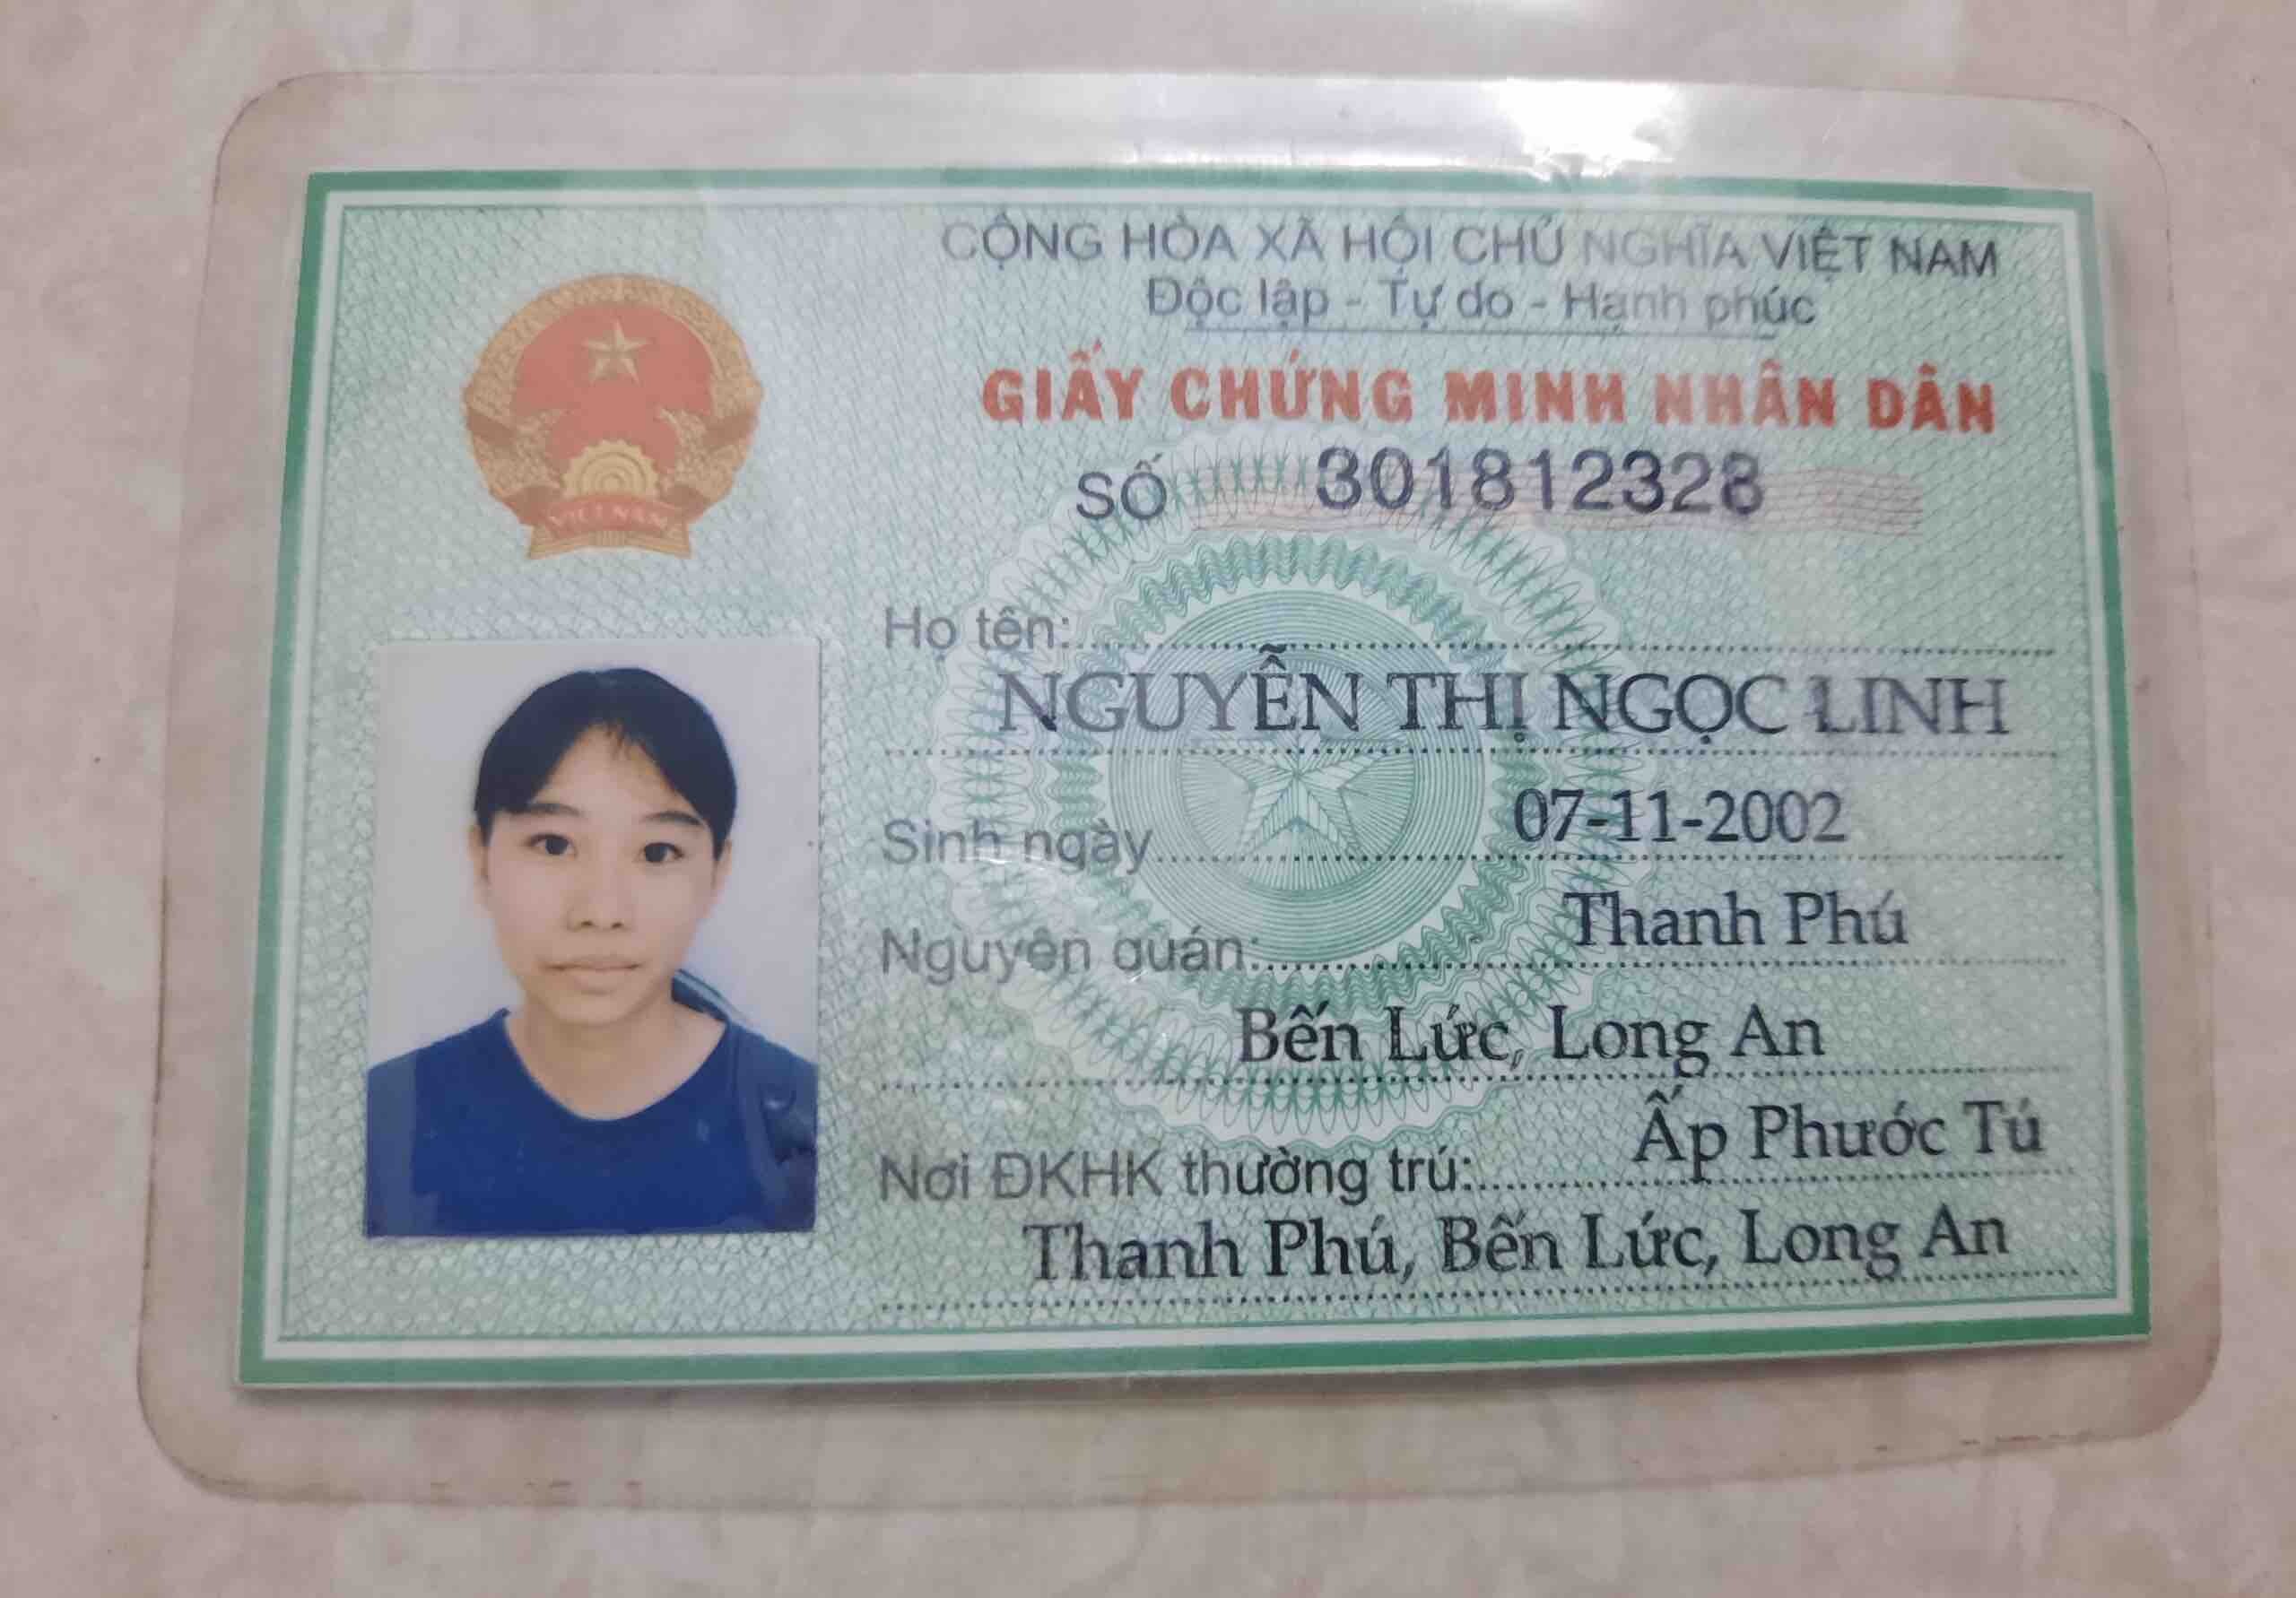 CỘNG HÒA XÃ HỘI CHỦ NGHĨA VIỆT NAM
Độc lập - Tự do - Hạnh phúc
GIẤY CHỨNG MINH NHÂN DÂN
SỐ 301812328
VIỆT NAM
Họ tên:
NGUYỄN THỊ NGỌC LINH
Sinh ngày 07-11-2002
Nguyên quán: Thanh Phú
Bến Lức, Long An
Nơi ĐKHK thường trú: Ấp Phước Tú
Thanh Phú, Bến Lức, Long An